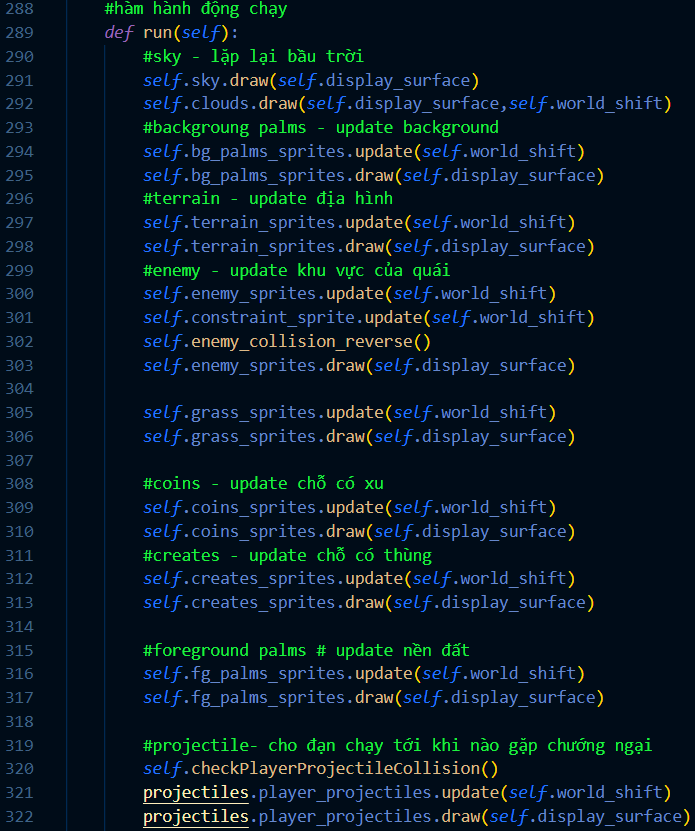 288 #hàm hành động chạy
289 def run(self):
290 #sky - lặp lại bầu trời
291 self.sky.draw(self.display_surface)
292 self.clouds.draw(self.display_surface,self.world_shift)
293 #backgroung palms - update background
294 self.bg_palms_sprites.update(self.world_shift)
295 self.bg_palms_sprites.draw(self.display_surface)
296 #terrain - update địa hình
297 self.terrain_sprites.update(self.world_shift)
298 self.terrain_sprites.draw(self.display_surface)
299 #enemy - update khu vực của quái
300 self.enemy_sprites.update(self.world_shift)
301 self.constraint_sprite.update(self.world_shift)
302 self.enemy_collision_reverse()
303 self.enemy_sprites.draw(self.display_surface)
304
305 self.grass_sprites.update(self.world_shift)
306 self.grass_sprites.draw(self.display_surface)
307
308 #coins - update chỗ có xu
309 self.coins_sprites.update(self.world_shift)
310 self.coins_sprites.draw(self.display_surface)
311 #creates - update chỗ có thùng
312 self.creates_sprites.update(self.world_shift)
313 self.creates_sprites.draw(self.display_surface)
314
315 #foreground palms # update nền đất
316 self.fg_palms_sprites.update(self.world_shift)
317 self.fg_palms_sprites.draw(self.display_surface)
318
319 #projectile- cho đạn chạy tới khi nào gặp chướng ngại
320 self.checkPlayerProjectileCollision()
321 projectiles.player_projectiles.update(self.world_shift)
322 projectiles.player_projectiles.draw(self.display_surface)